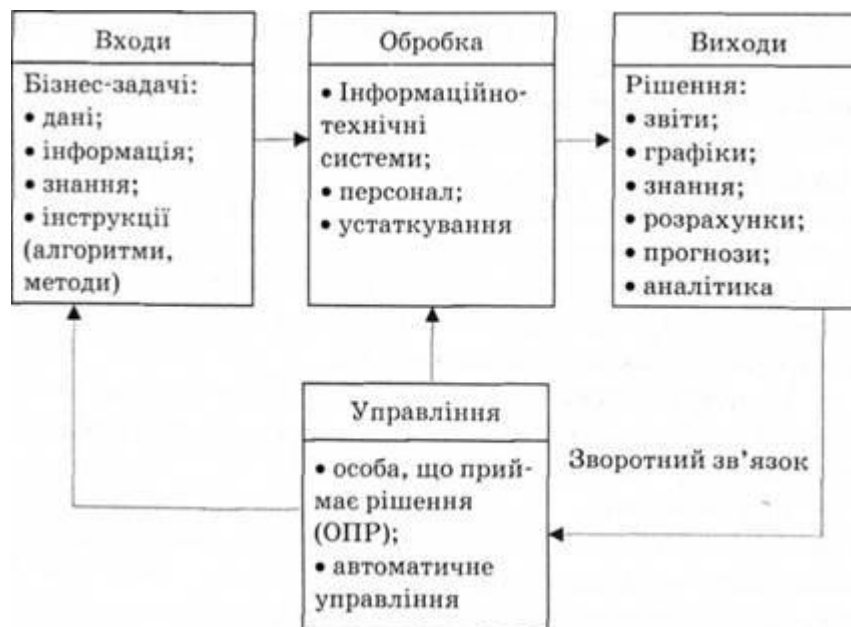 Входи
Бізнес-задачі:
• дані;
• інформація;
• знання;
• інструкції
(алгоритми,
методи)
Обробка
• Інформаційно-
технічні
системи;
• персонал;
• устаткування
Виходи
Рішення:
• звіти;
• графіки;
• знання;
• розрахунки;
• прогнози;
• аналітика
Управління
• особа, що прий-
має рішення
(ОПР);
• автоматичне
управління
Зворотний зв’язок